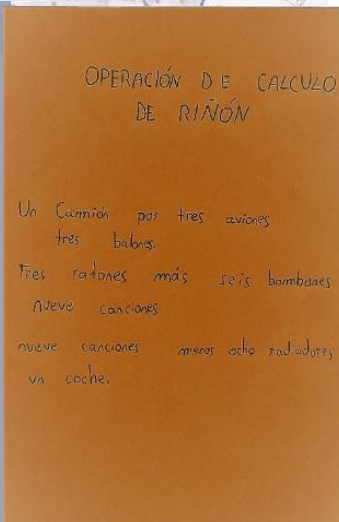 OPERACIÓN DE CALCULO
DE RIÑÓN
Un Camión por tres aviones
tres balones.
Tres ratones más seis bombones
nueve canciones
nueve canciones menos ocho radiadores
un coche.